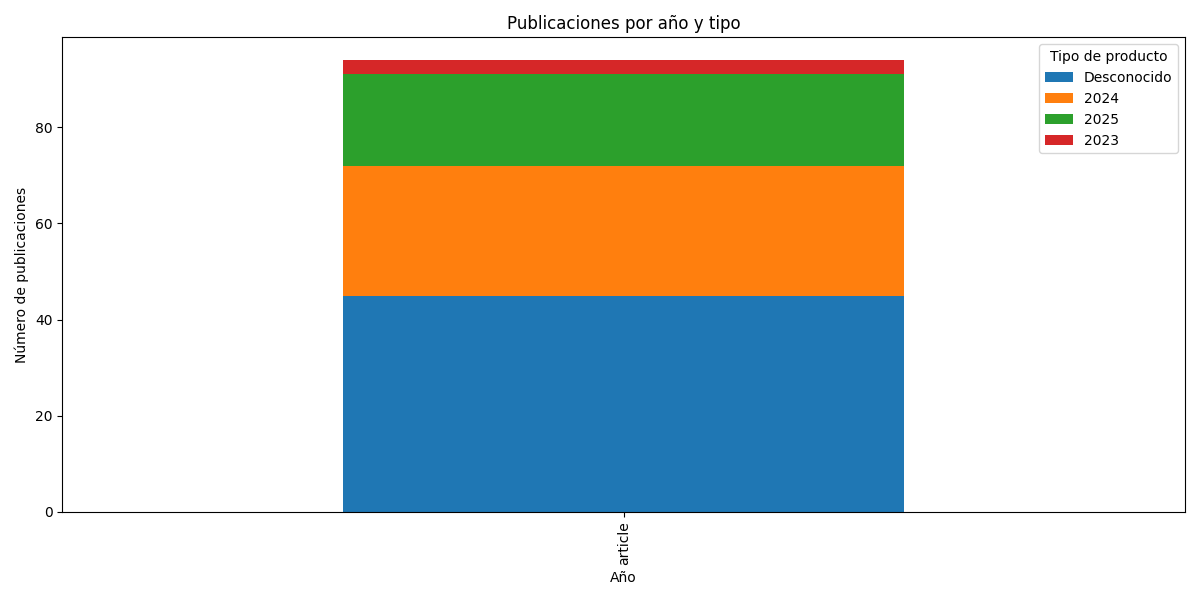 Publicaciones por año y tipo
Tipo de producto
Desconocido
2024
2025
2023
Número de publicaciones
80
60
40
20
0
article
Año